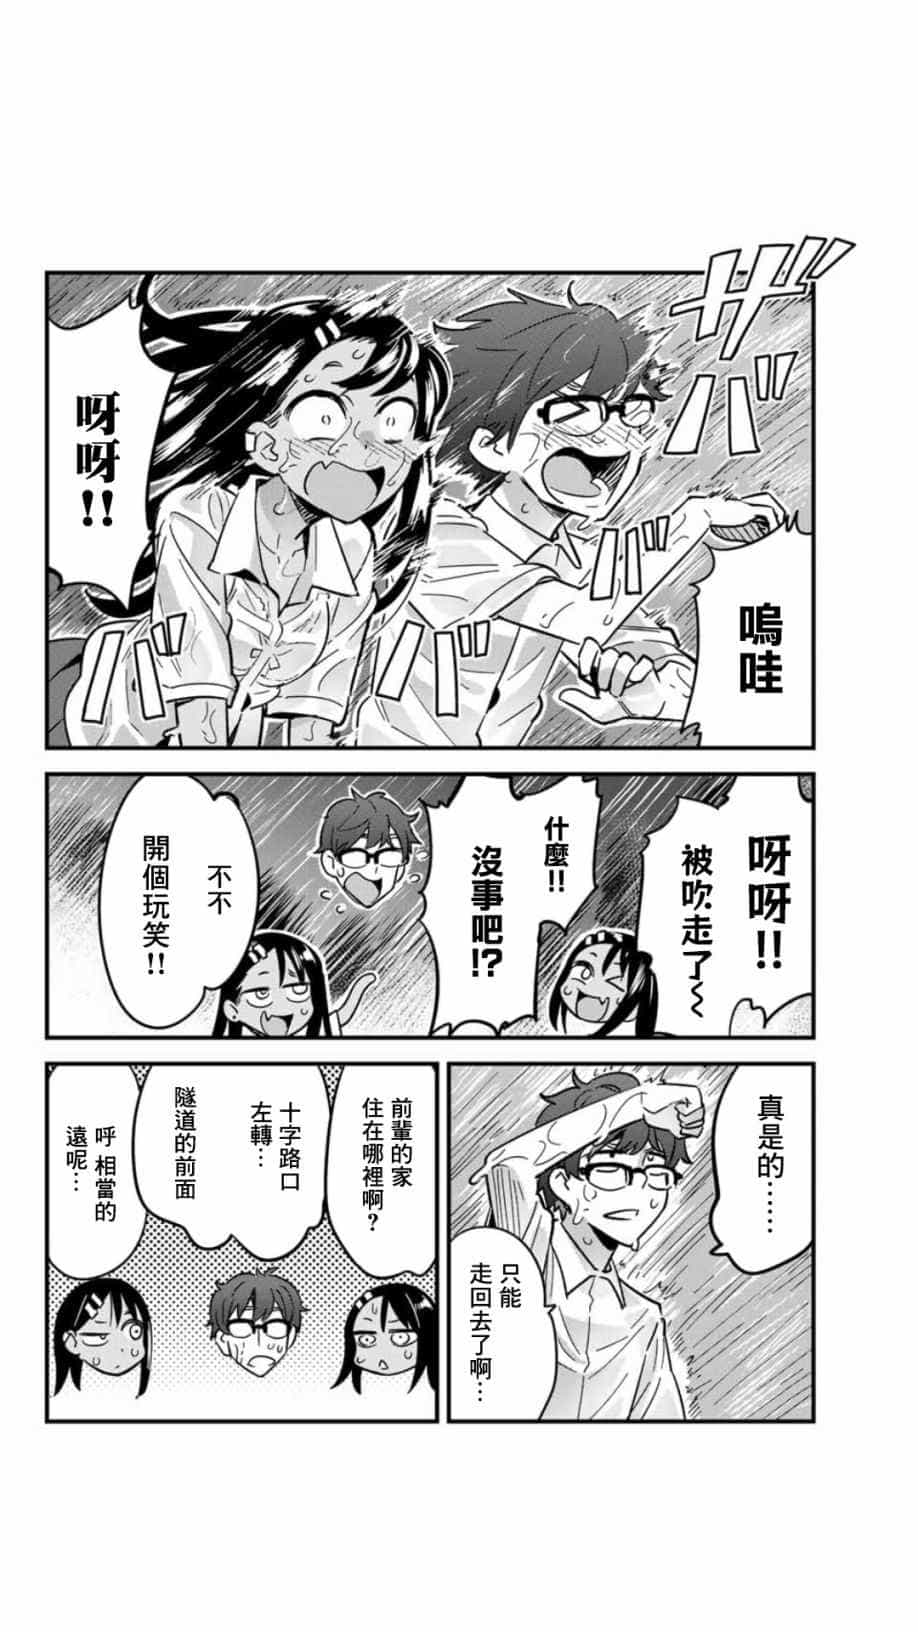 ザバババ
嗚哇
ババババ
呀
呀!!
呀
呀!!
被吹走了～
什麼!!
沒事吧!?
不不
開個玩笑!!
真是的……
只能
走回去了啊…
前輩的家
住在哪裡啊?
十字路口
左轉…
隧道的前面
呼 相當的
遠呢…